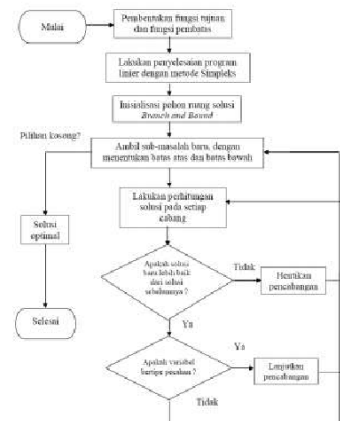 Mulai
Pembentukan fungsi tujuan
dan fungsi pembatas
Lakukan penyelesaian program
linier dengan metode Simpleks
Inisialisasi pohon ruang solusi
Branch and Bound
Pilihan kosong?
Ambil sub-masalah baru, dengan
menentukan batas atas dan batas bawah
Lakukan perhitungan
solusi pada setiap
cabang
Solusi
optimal
Apakah solusi
baru lebih baik
dari solusi
sebelumnya ?
Tidak
Hentikan
pencabangan
Selesai
Ya
Apakah variabel
bertipe pecahan ?
Ya
Lanjutkan
pencabangan
Tidak